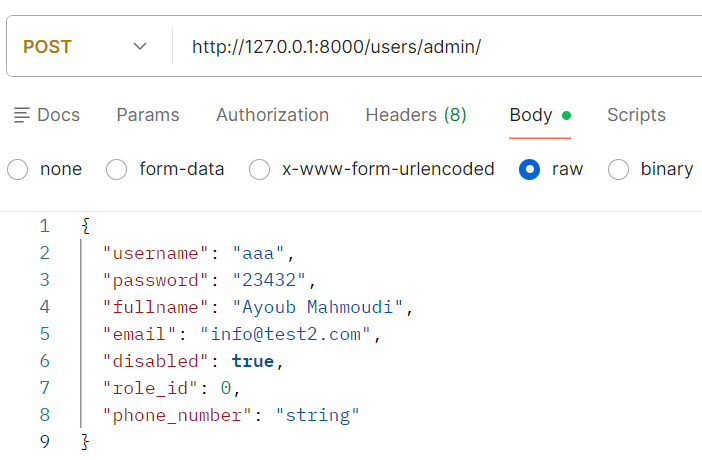 POST http://127.0.0.1:8000/users/admin/
Docs Params Authorization Headers (8) Body Scripts
none form-data x-www-form-urlencoded raw binary
1 {
2 "username": "aaa",
3 "password": "23432",
4 "fullname": "Ayoub Mahmoudi",
5 "email": "info@test2.com",
6 "disabled": true,
7 "role_id": 0,
8 "phone_number": "string"
9 }